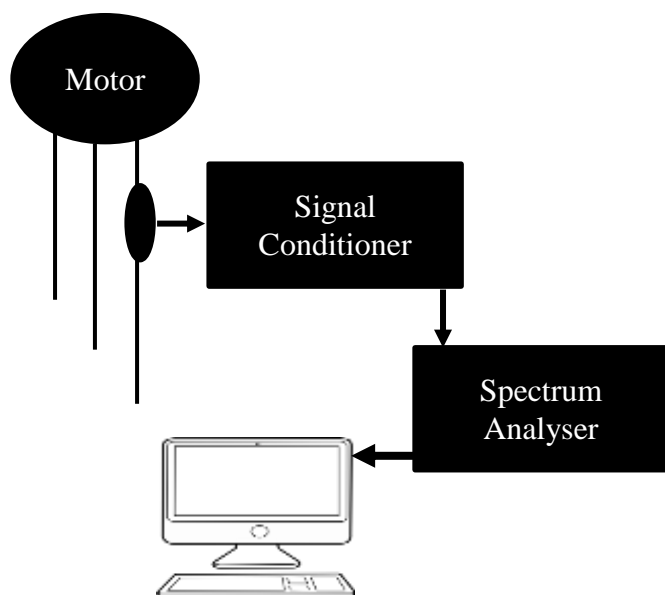 Motor
Signal
Conditioner
Spectrum
Analyser